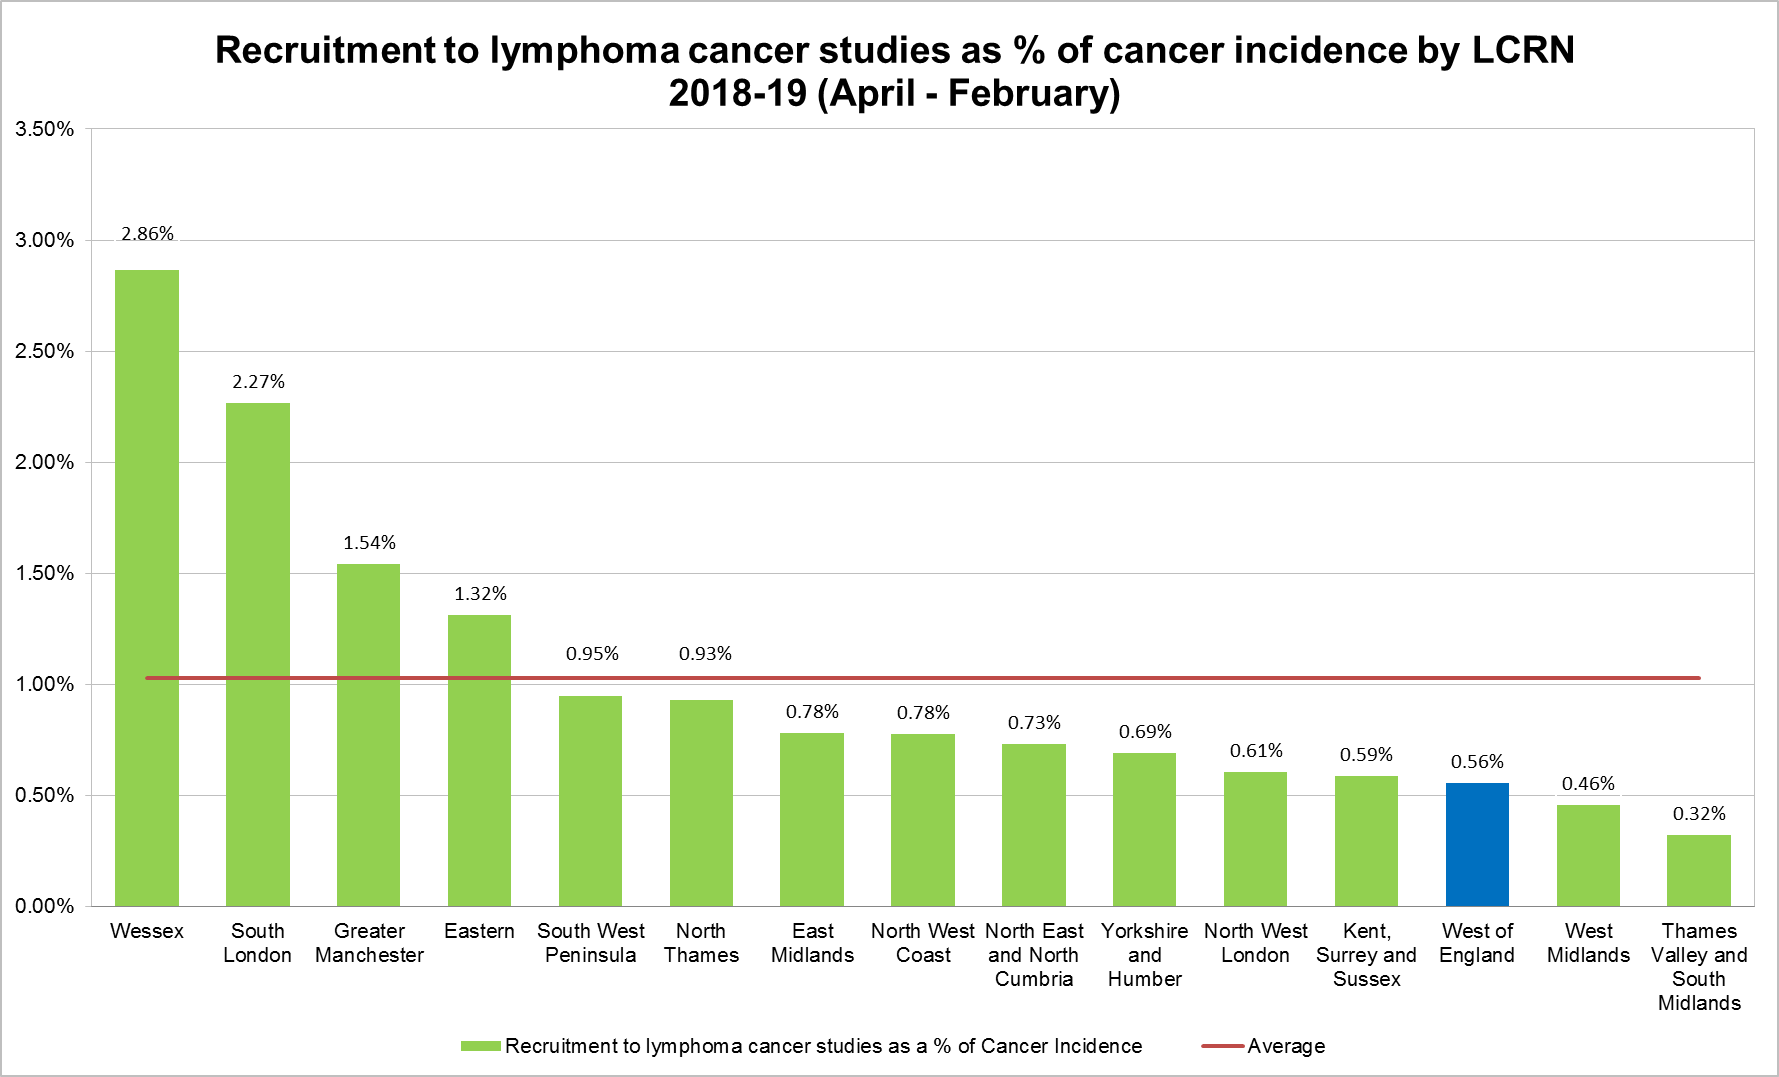 Recruitment to lymphoma cancer studies as % of cancer incidence by LCRN
2018-19 (April - February)
3.50%
3.00%
2.50%
2.00%
1.50%
1.00%
0.50%
0.00%
2.86%
2.27%
1.54%
1.32%
0.95%
0.93%
0.78%
0.78%
0.73%
0.69%
0.61%
0.59%
0.56%
0.46%
0.32%
Wessex
South
London
Greater
Manchester
Eastern
South West
Peninsula
North
Thames
East
Midlands
North West
Coast
North East
and North
Cumbria
Yorkshire
and
Humber
North West
London
Kent,
Surrey and
Sussex
West of
England
West
Midlands
Thames
Valley and
South
Midlands
Recruitment to lymphoma cancer studies as a % of Cancer Incidence
Average